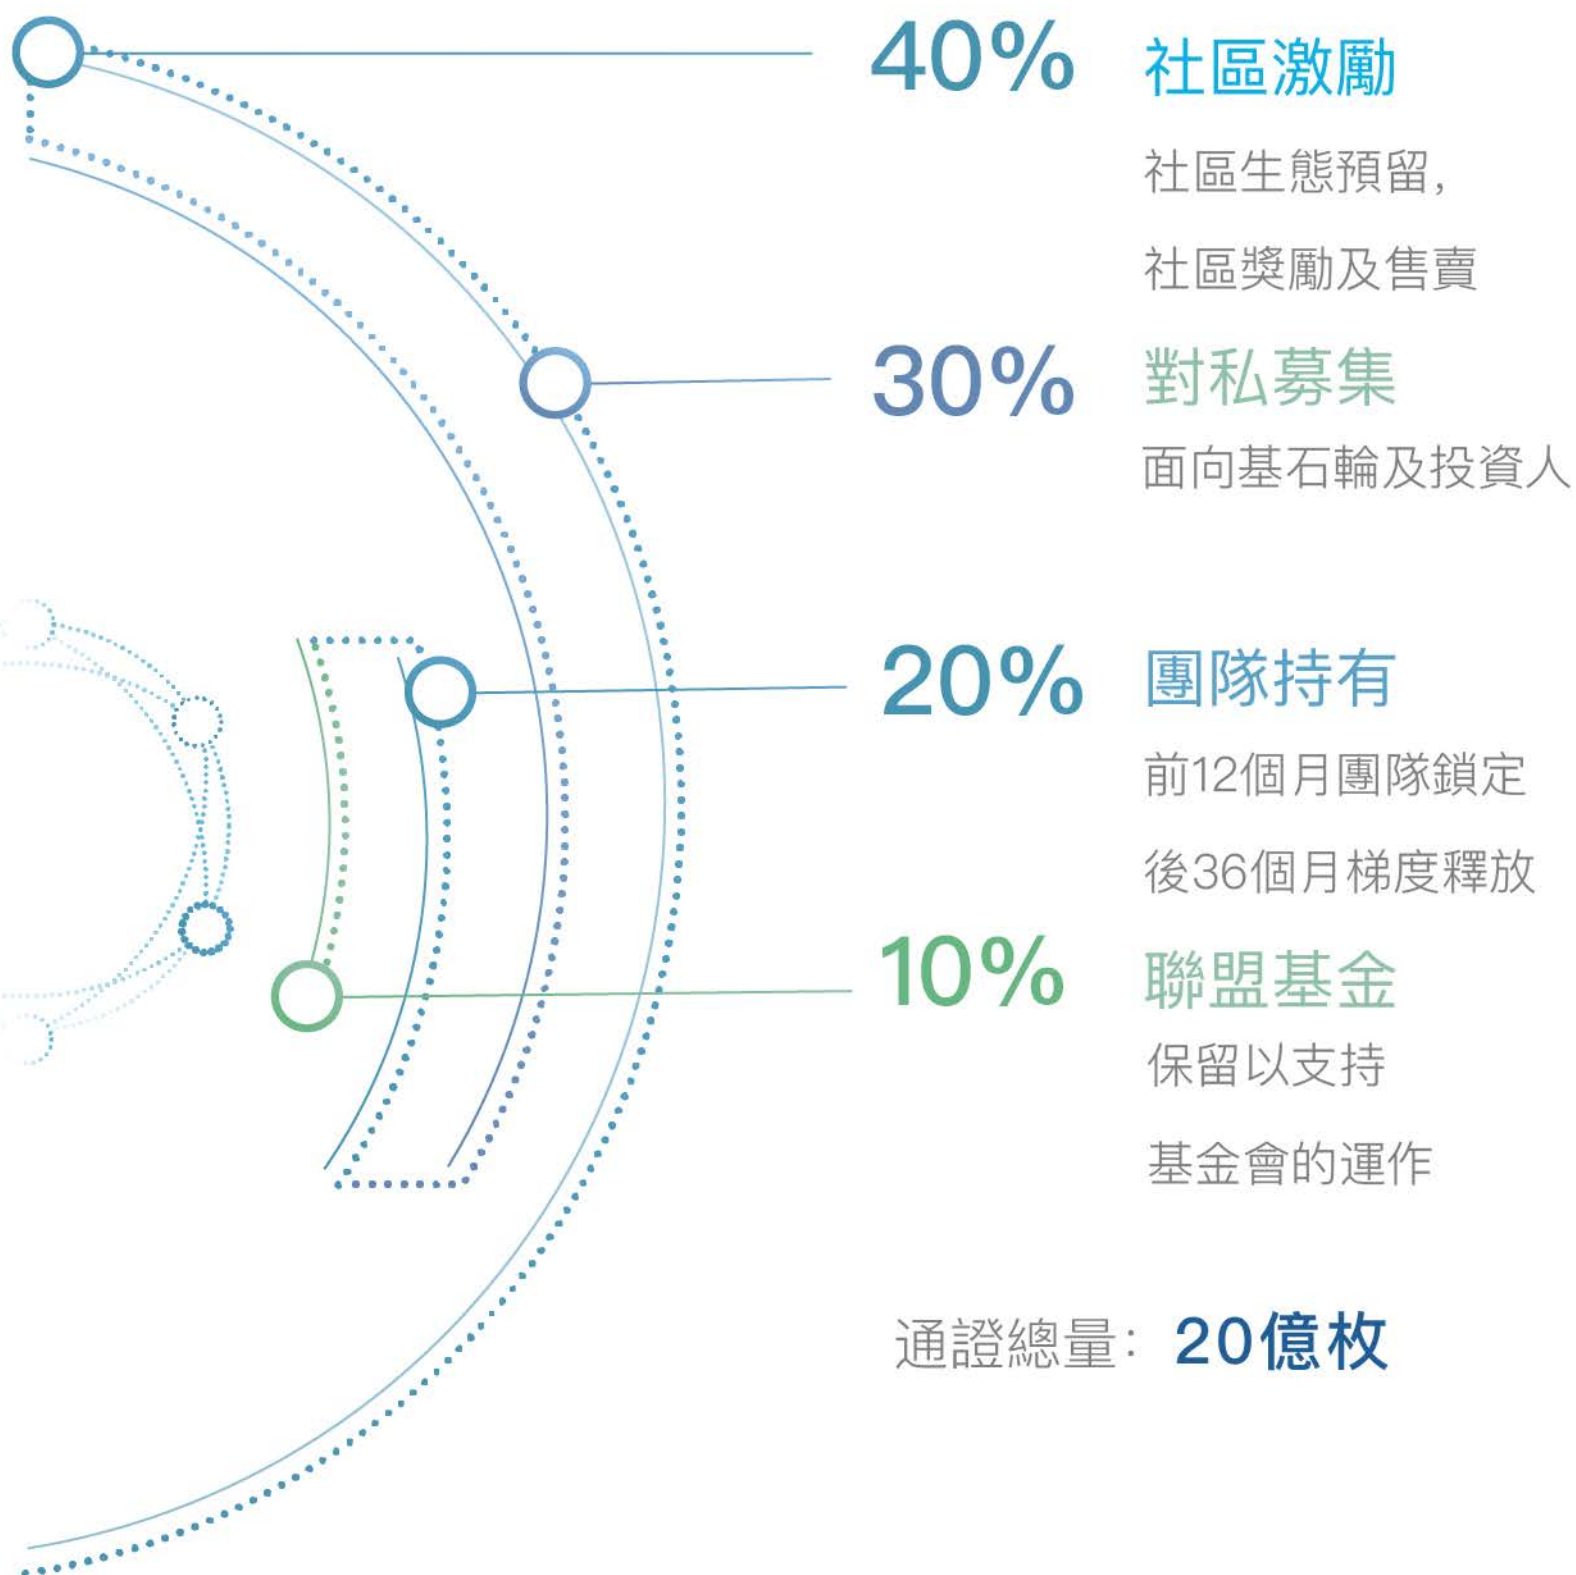 40% 社區激勵
社區生態預留,
社區獎勵及售賣
30% 對私募集
面向基石輪及投資人
20% 團隊持有
前12個月團隊鎖定
後36個月梯度釋放
10% 聯盟基金
保留以支持
基金會的運作
通證總量: 20億枚